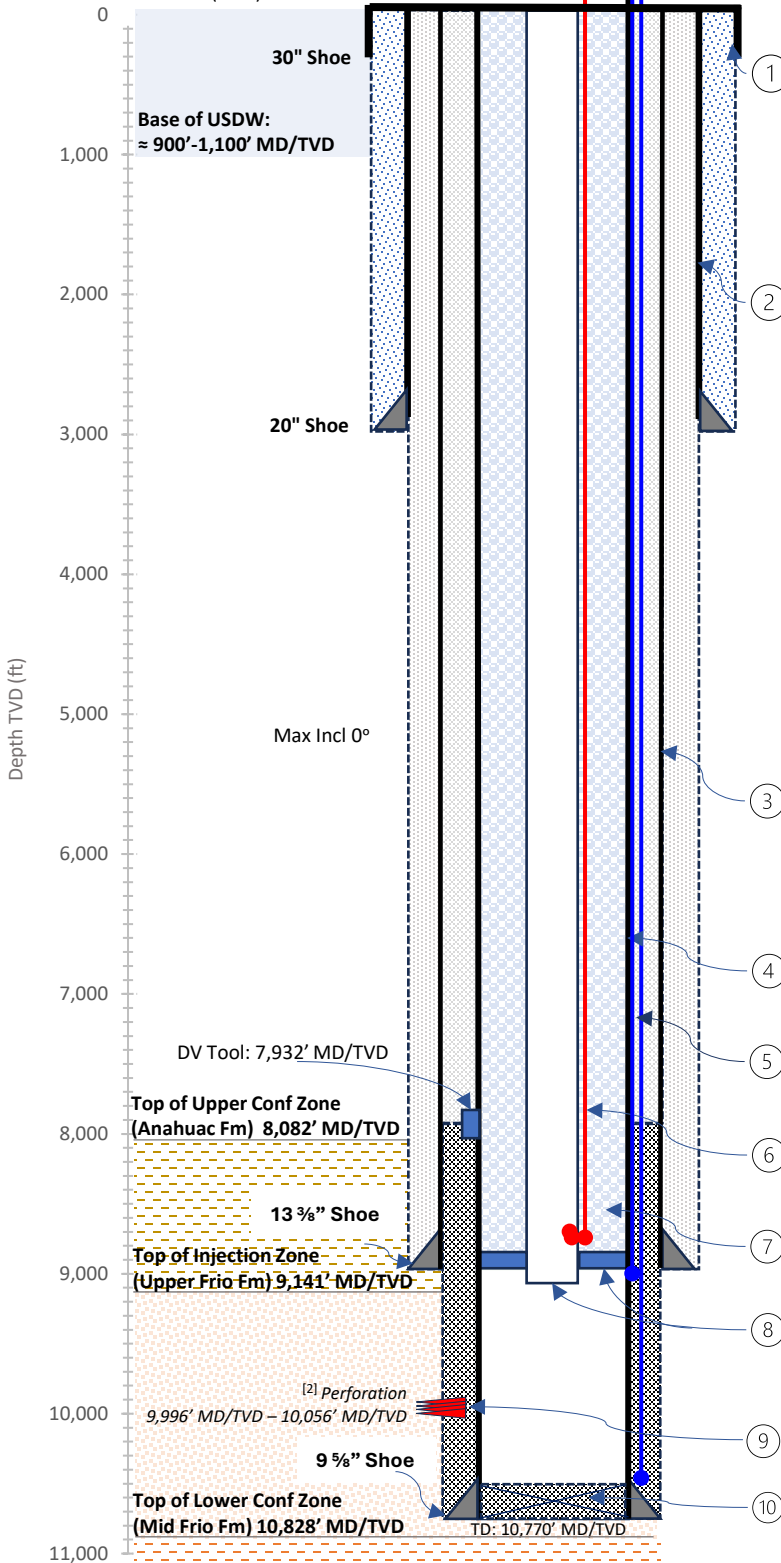 0
30" Shoe
1
Base of USDW:
≈ 900’-1,100’ MD/TVD
1,000
2,000
2
20" Shoe
3,000
4,000
Depth TVD (ft)
5,000
Max Incl 0º
3
6,000
4
7,000
DV Tool: 7,932’ MD/TVD
5
Top of Upper Conf Zone
(Anahuac Fm) 8,082’ MD/TVD
8,000
6
13 ⅜” Shoe
7
Top of Injection Zone
(Upper Frio Fm) 9,141’ MD/TVD
9,000
8
[2] Perforation
9,996’ MD/TVD – 10,056’ MD/TVD
10,000
9
9 ⅝” Shoe
10
Top of Lower Conf Zone
(Mid Frio Fm) 10,828’ MD/TVD
TD: 10,770’ MD/TVD
11,000